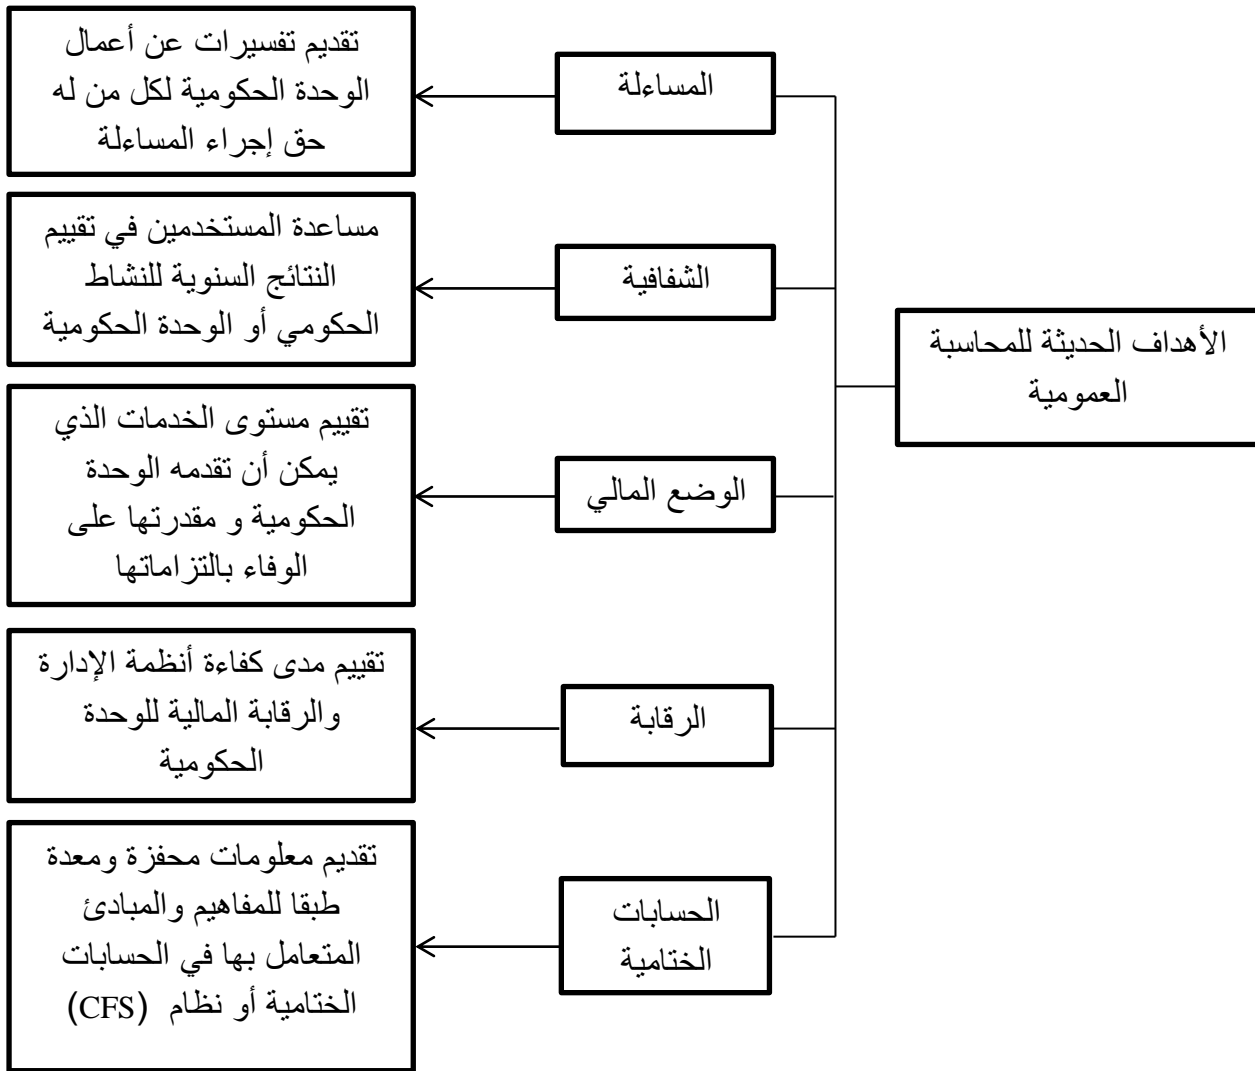 الأهداف الحديثة للمحاسبة
العمومية
المساءلة
تقديم تفسيرات عن أعمال
الوحدة الحكومية لكل من له
حق إجراء المساءلة
الشفافية
مساعدة المستخدمين في تقييم
النتائج السنوية للنشاط
الحكومي أو الوحدة الحكومية
الوضع المالي
تقييم مستوى الخدمات الذي
يمكن أن تقدمه الوحدة
الحكومية و مقدرتها على
الوفاء بالتزاماتها
الرقابة
تقييم مدى كفاءة أنظمة الإدارة
والرقابة المالية للوحدة
الحكومية
الحسابات
الختامية
تقديم معلومات محفزة ومعدة
طبقا للمفاهيم والمبادئ
المتعامل بها في الحسابات
الختامية أو نظام (CFS)